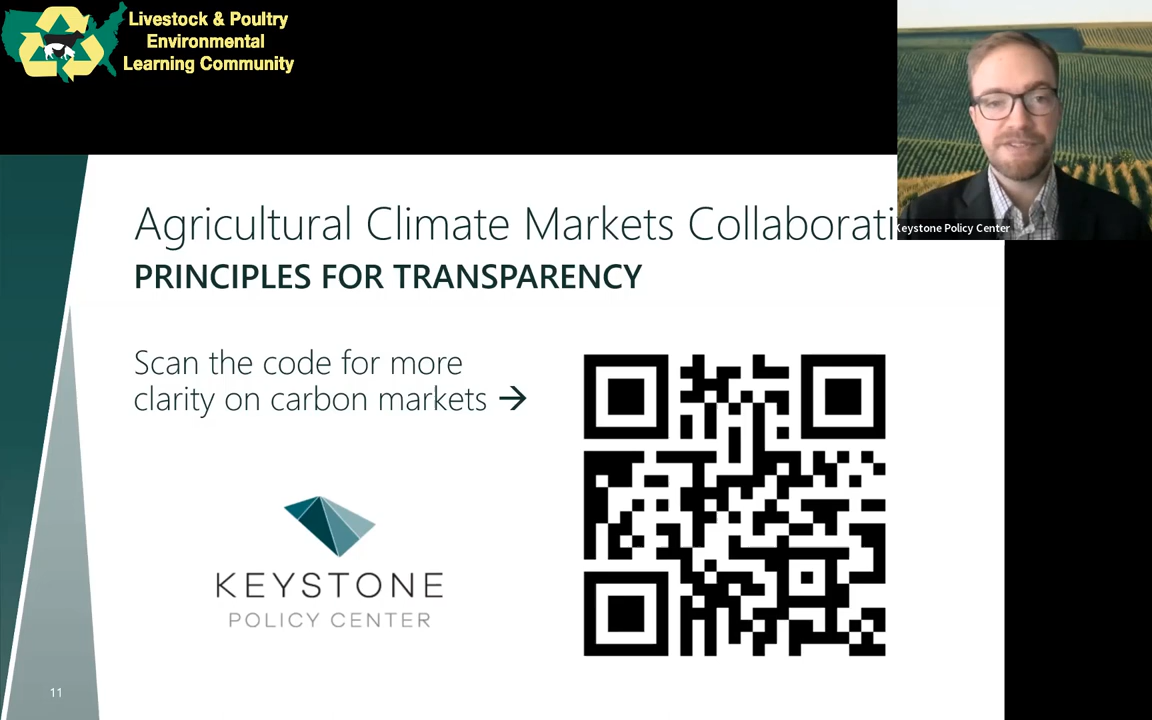 Livestock & Poultry
Environmental
Learning Community
Agricultural Climate Markets Collaborati
Keystone Policy Center
PRINCIPLES FOR TRANSPARENCY
Scan the code for more
clarity on carbon markets →
KEYSTONE
POLICY CENTER
11